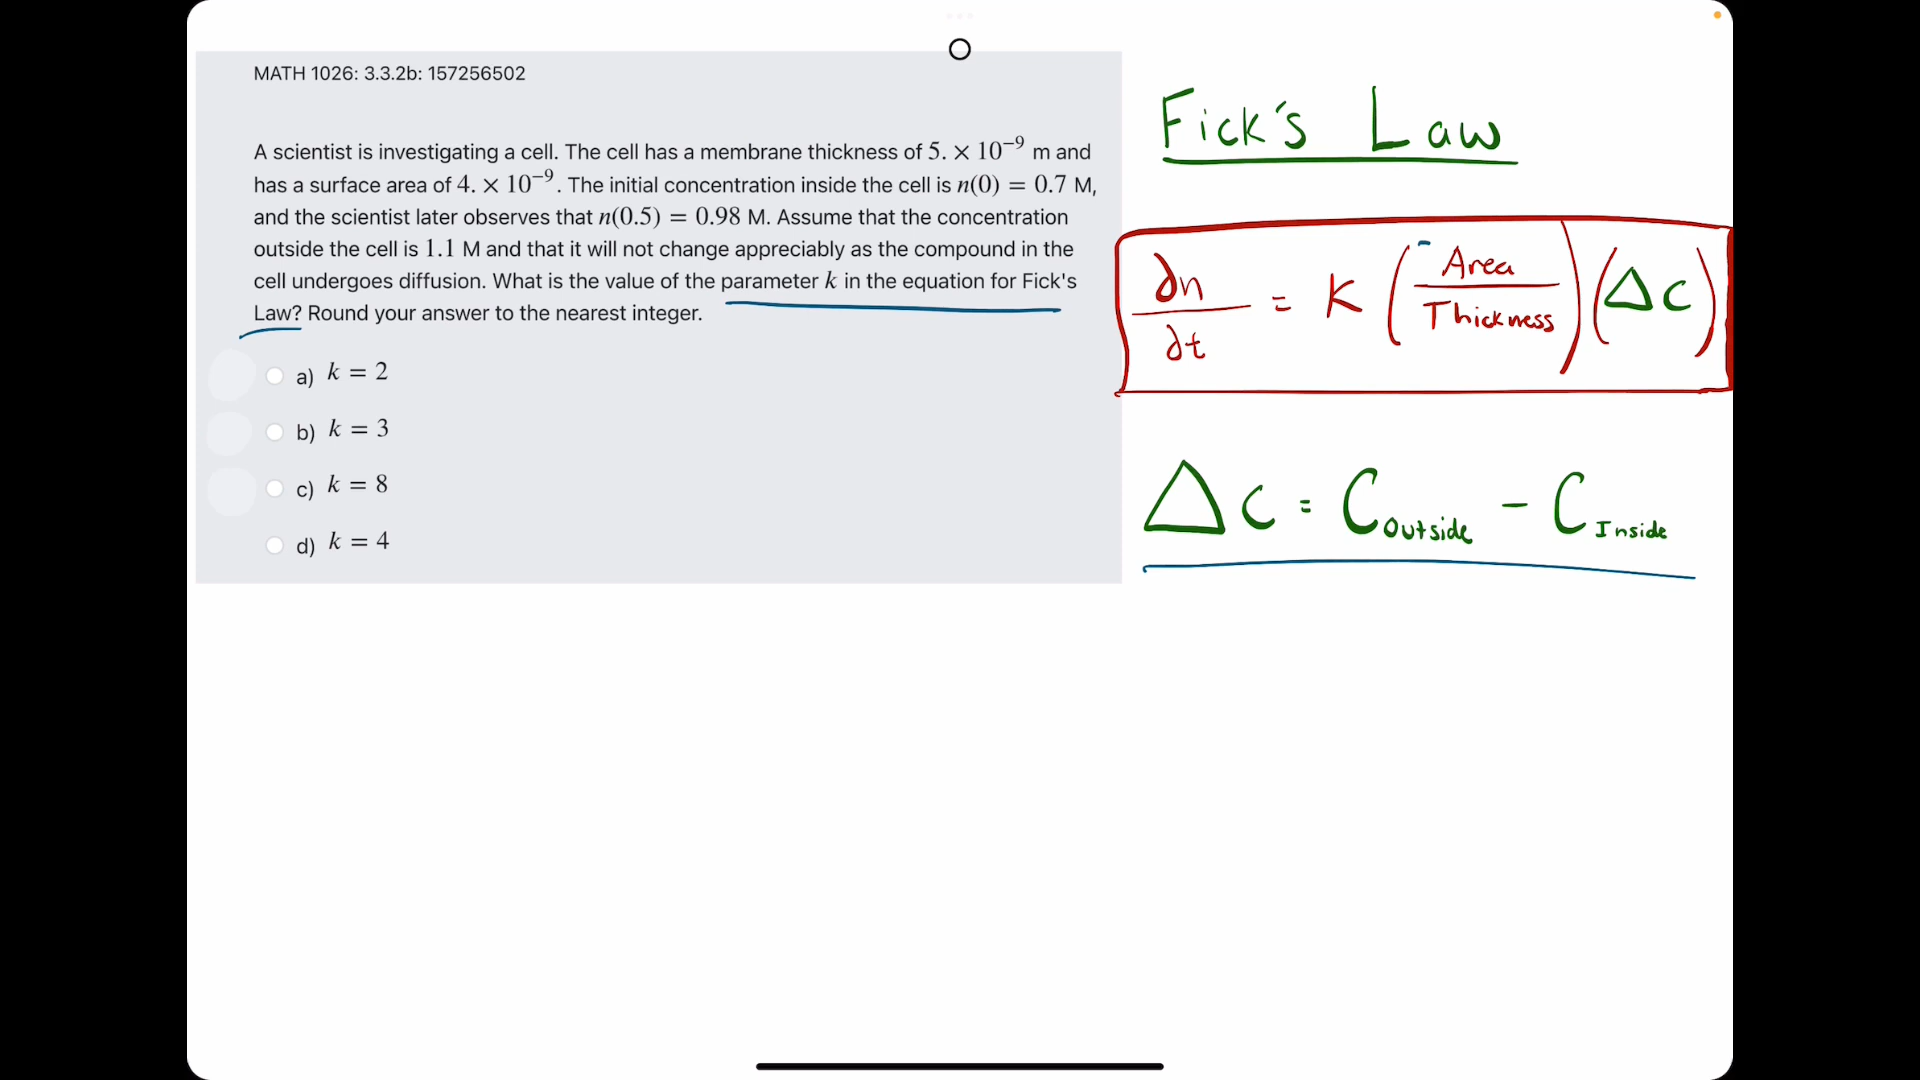 MATH 1026: 3.3.2b: 157256502
A scientist is investigating a cell. The cell has a membrane thickness of 5. × 10⁻⁹ m and
has a surface area of 4. × 10⁻⁹. The initial concentration inside the cell is n(0) = 0.7 M,
and the scientist later observes that n(0.5) = 0.98 M. Assume that the concentration
outside the cell is 1.1 M and that it will not change appreciably as the compound in the
cell undergoes diffusion. What is the value of the parameter k in the equation for Fick's
Law? Round your answer to the nearest integer.
a) k = 2
b) k = 3
c) k = 8
d) k = 4
Fick's Law
∂n/∂t = K (Area/Thickness) (ΔC)
ΔC = C Outside - C Inside